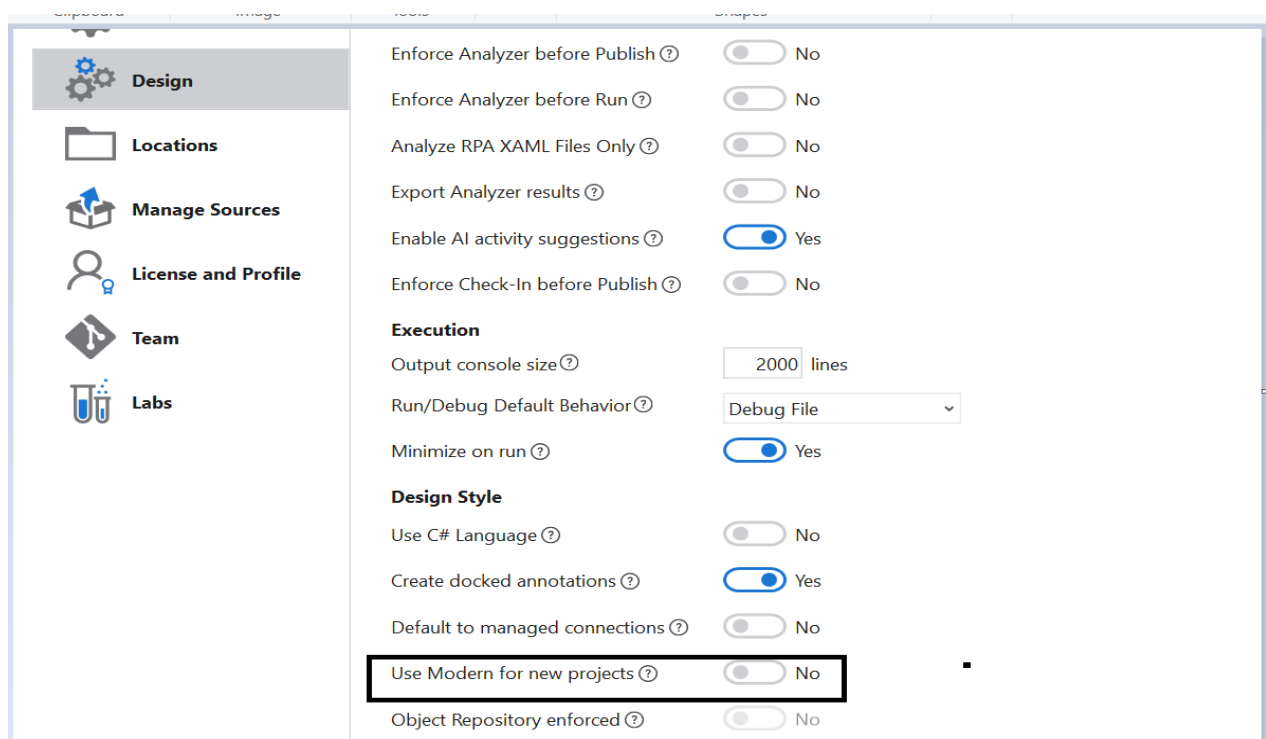 Clipboard Image Tools Shapes
Design
Locations
Manage Sources
License and Profile
Team
Labs
Enforce Analyzer before Publish ? No
Enforce Analyzer before Run ? No
Analyze RPA XAML Files Only ? No
Export Analyzer results ? No
Enable AI activity suggestions ? Yes
Enforce Check-In before Publish ? No
Execution
Output console size ? 2000 lines
Run/Debug Default Behavior ? Debug File
Minimize on run ? Yes
Design Style
Use C# Language ? No
Create docked annotations ? Yes
Default to managed connections ? No
Use Modern for new projects ? No
Object Repository enforced ? No